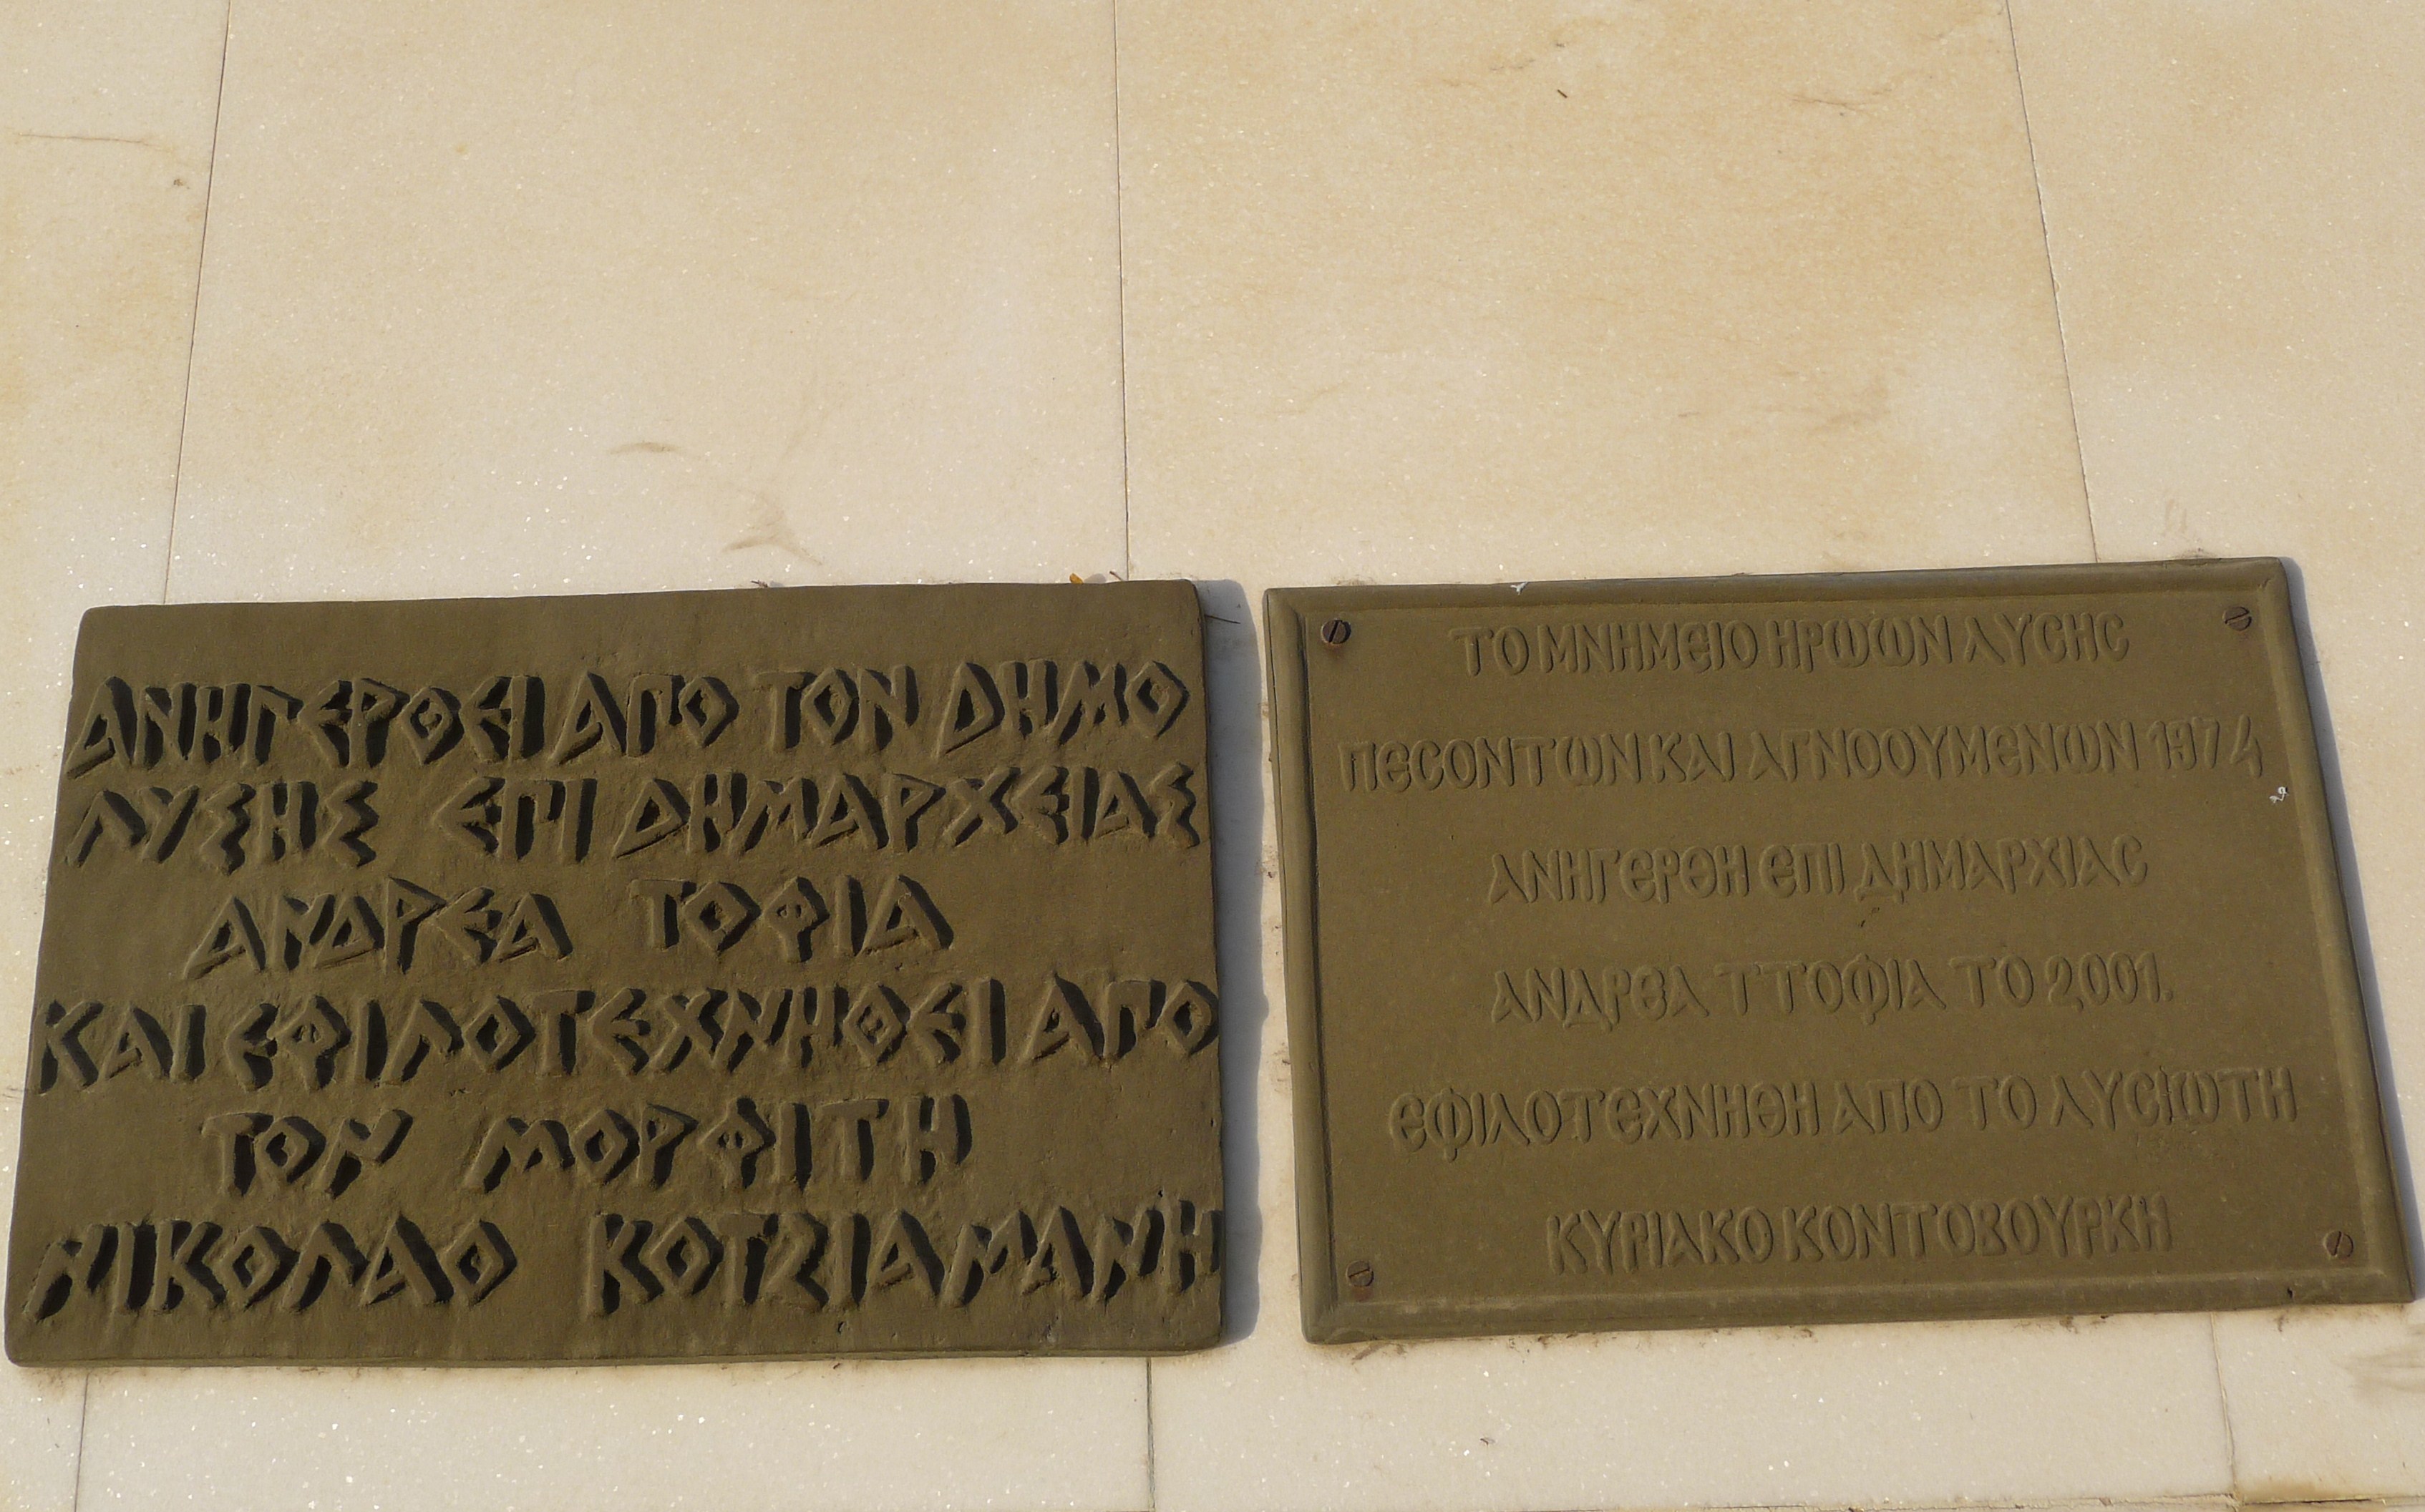 ΑΝΗΓΕΡΘΕΙ ΑΠΟ ΤΟΝ ΔΗΜΟ
ΛΥΣΗΣ ΕΠΙ ΔΗΜΑΡΧΕΙΑΣ
ΑΝΔΡΕΑ ΤΟΦΙΑ
ΚΑΙ ΕΦΙΛΟΤΕΧΝΗΘΕΙ ΑΠΟ
ΤΟΝ ΜΟΡΦΙΤΗ
ΝΙΚΟΛΑΟ ΚΟΤΖΙΑΜΑΝΗ
ΤΟ ΜΝΗΜΕΙΟ ΗΡΩΩΝ ΛΥCΗC
ΠΕCΟΝΤΩΝ ΚΑΙ ΑΓΝΟΟΥΜΕΝΩΝ 1974
ΑΝΗΓΕΡΘΗ ΕΠΙ ΔΗΜΑΡΧΙΑC
ΑΝΔΡΕΑ ΤΤΟΦΙΑ ΤΟ 2001.
ΕΦΙΛΟΤΕΧΝΗΘΗ ΑΠΟ ΤΟ ΛΥCΙΩΤΗ
ΚΥΡΙΑΚΟ ΚΟΝΤΟΒΟΥΡΚΗ